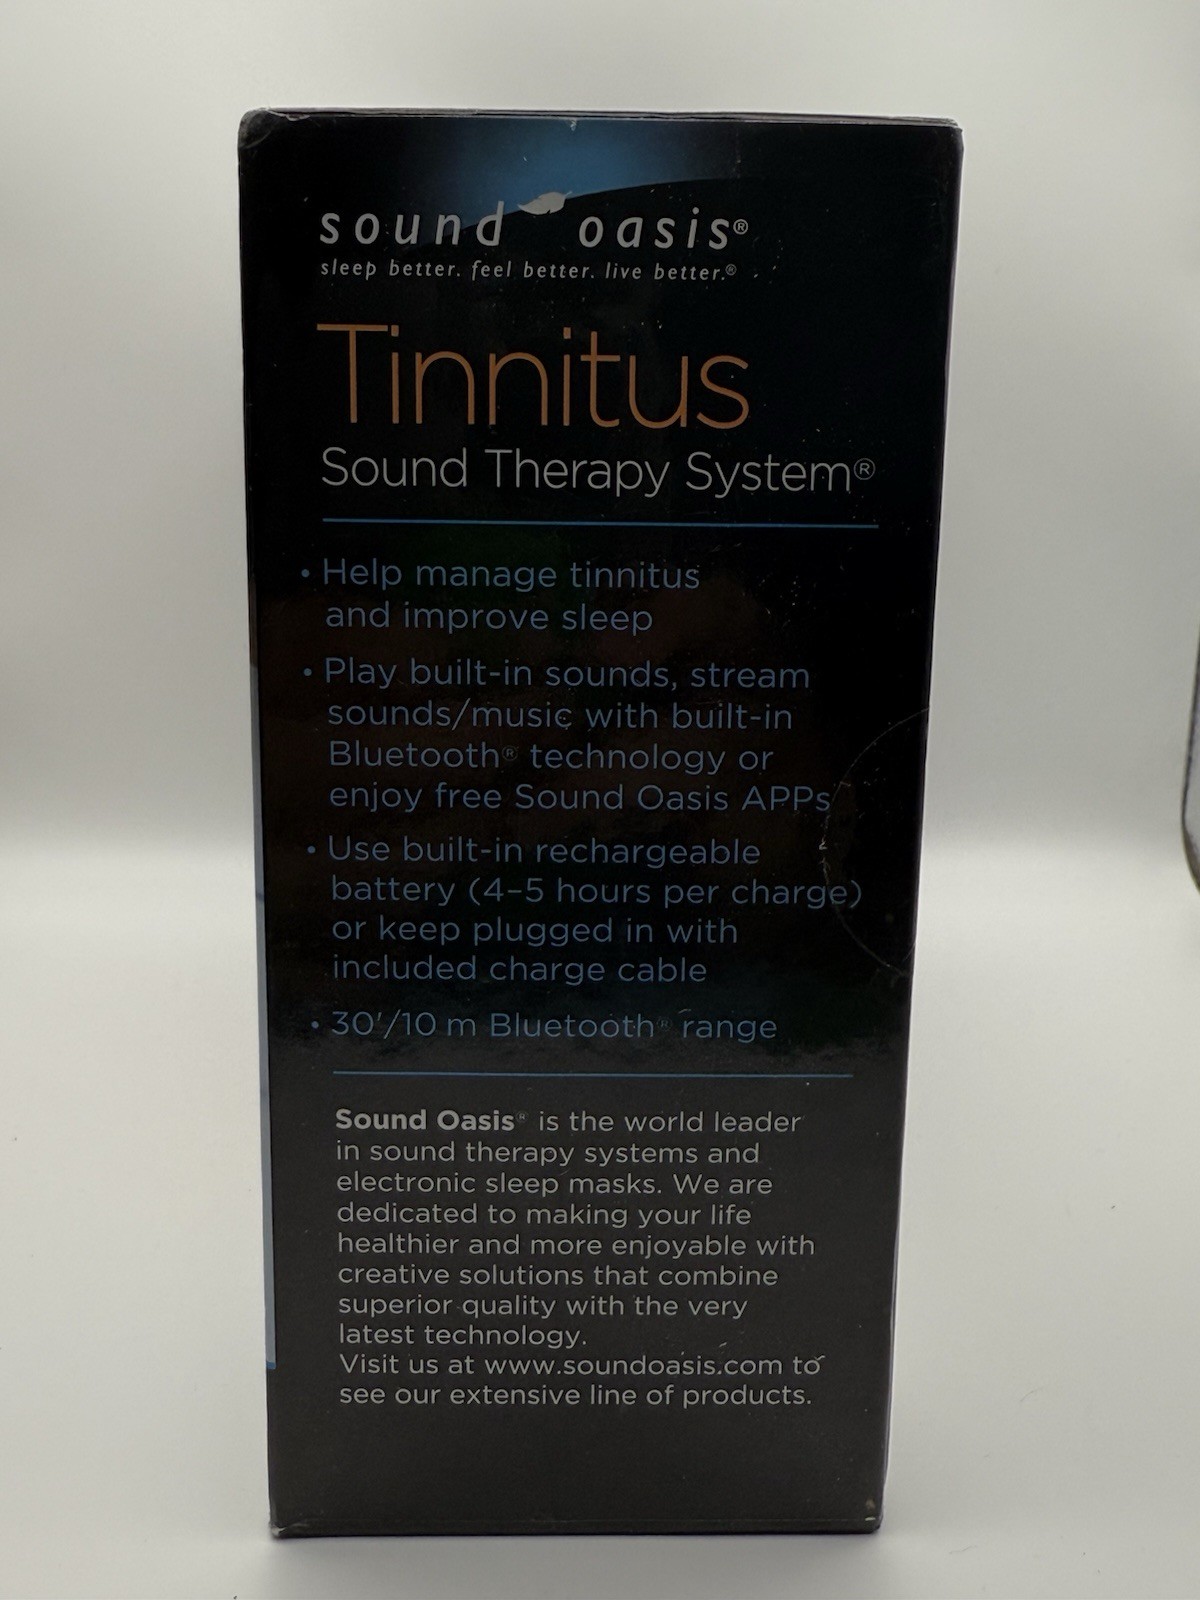 sound oasis®
sleep better. feel better. live better.®
Tinnitus
Sound Therapy System®
• Help manage tinnitus
and improve sleep
• Play built-in sounds, stream
sounds/music with built-in
Bluetooth® technology or
enjoy free Sound Oasis APPs
• Use built-in rechargeable
battery (4–5 hours per charge)
or keep plugged in with
included charge cable
• 30'/10 m Bluetooth® range
Sound Oasis® is the world leader
in sound therapy systems and
electronic sleep masks. We are
dedicated to making your life
healthier and more enjoyable with
creative solutions that combine
superior quality with the very
latest technology.
Visit us at www.soundoasis.com to
see our extensive line of products.